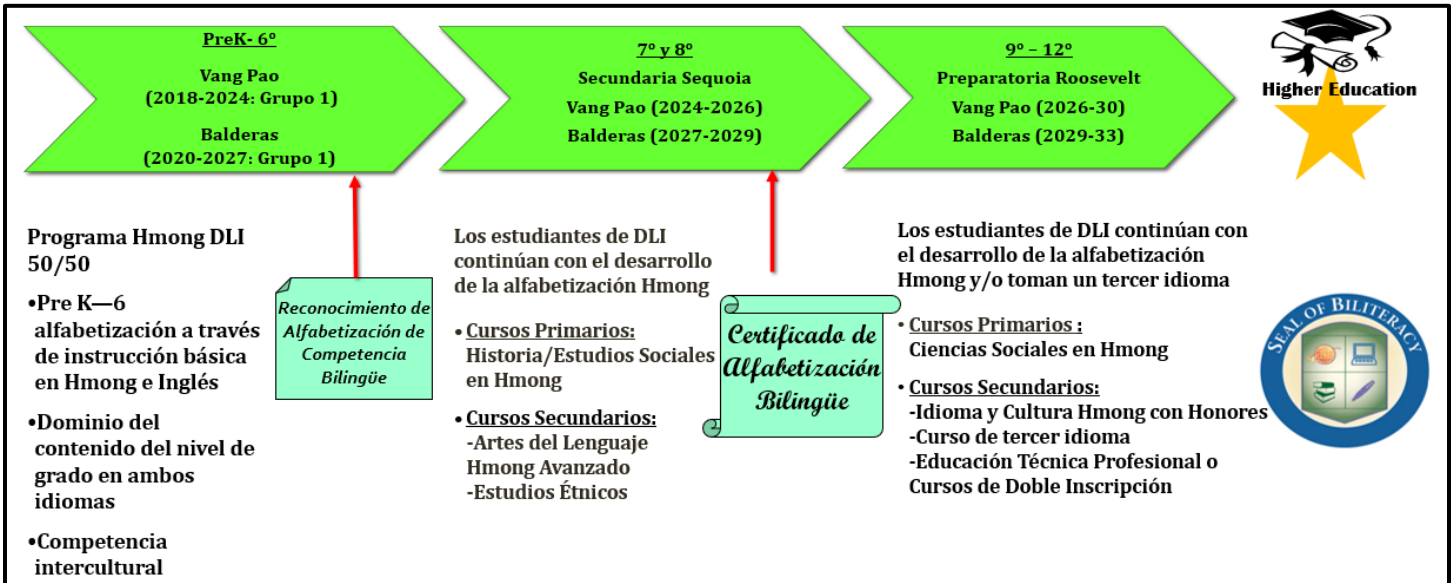 PreK- 6º
Vang Pao
(2018-2024: Grupo 1)
Balderas
(2020-2027: Grupo 1)
7º y 8º
Secundaria Sequoia
Vang Pao (2024-2026)
Balderas (2027-2029)
9º – 12º
Preparatoria Roosevelt
Vang Pao (2026-30)
Balderas (2029-33)
Higher Education
Programa Hmong DLI
50/50
•Pre K—6
alfabetización a través
de instrucción básica
en Hmong e Inglés
•Dominio del
contenido del nivel de
grado en ambos
idiomas
•Competencia
intercultural
Reconocimiento de
Alfabetización de
Competencia
Bilingüe
Los estudiantes de DLI
continúan con el desarrollo
de la alfabetización Hmong
• Cursos Primarios:
Historia/Estudios Sociales
en Hmong
• Cursos Secundarios:
-Artes del Lenguaje
Hmong Avanzado
-Estudios Étnicos
Certificado de
Alfabetización
Bilingüe
Los estudiantes de DLI continúan con
el desarrollo de la alfabetización
Hmong y/o toman un tercer idioma
• Cursos Primarios :
Ciencias Sociales en Hmong
• Cursos Secundarios:
-Idioma y Cultura Hmong con Honores
-Curso de tercer idioma
-Educación Técnica Profesional o
Cursos de Doble Inscripción
SEAL OF BILITERACY